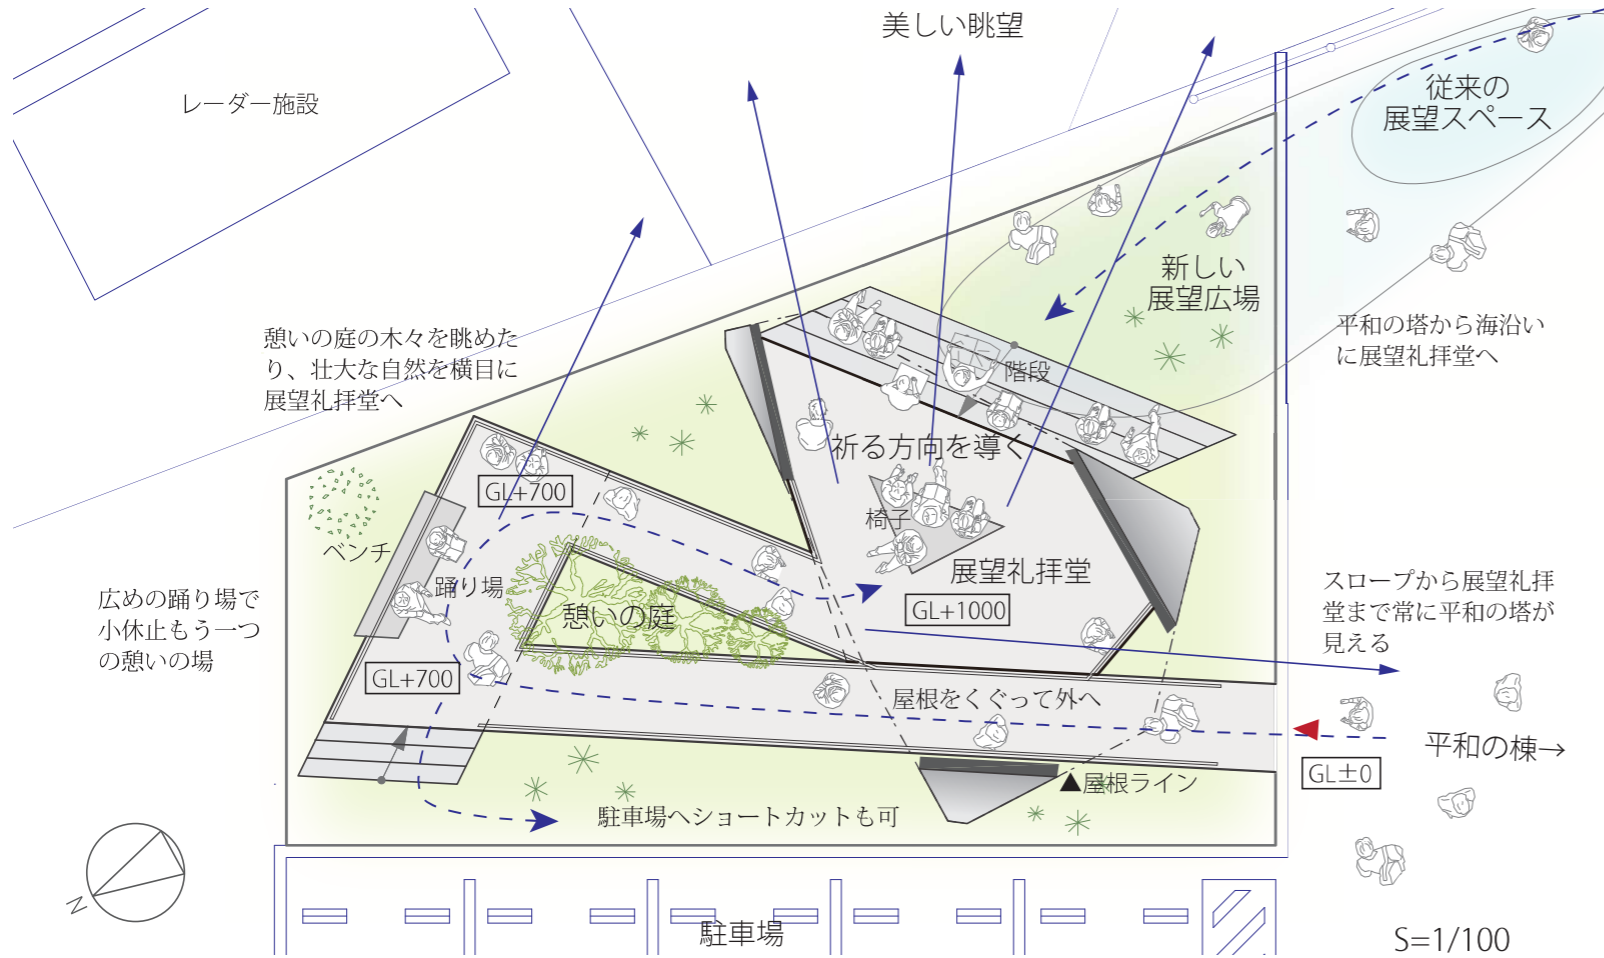 美しい眺望
レーダー施設
従来の
展望スペース
新しい
展望広場
憩いの庭の木々を眺めた
り、壮大な自然を横目に
展望礼拝堂へ
平和の塔から海沿い
に展望礼拝堂へ
階段
祈る方向を導く
GL+700
椅子
ベンチ
踊り場
展望礼拝堂
GL+1000
憩いの庭
広めの踊り場で
小休止もう一つ
の憩いの場
スロープから展望礼拝
堂まで常に平和の塔が
見える
GL+700
屋根をくぐって外へ
平和の棟→
GL±0
▲屋根ライン
駐車場へショートカットも可
N
駐車場
S=1/100